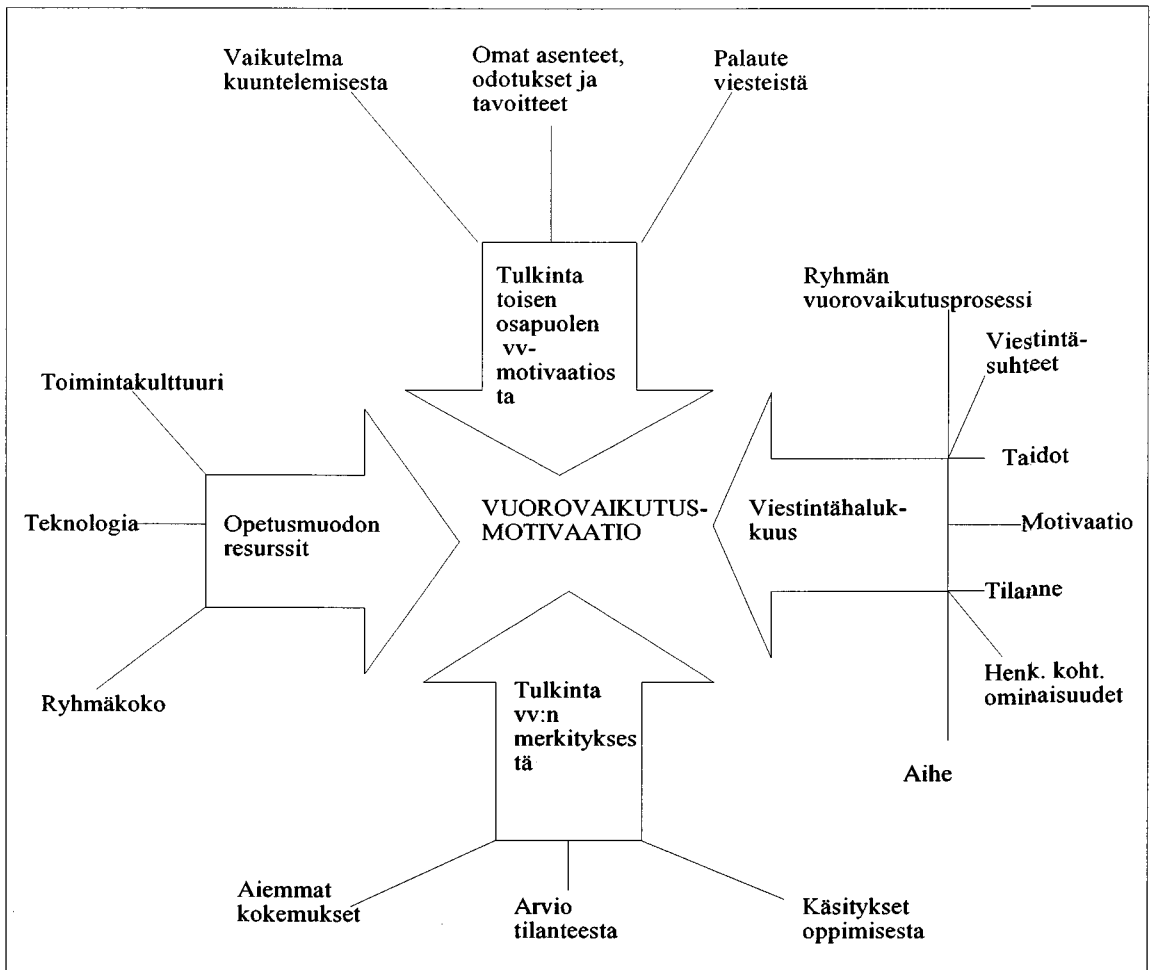 Vaikutelma
kuuntelemisesta
Omat asenteet,
odotukset ja
tavoitteet
Palaute
viesteistä
Tulkinta
toisen
osapuolen
vv-
motivaatios
ta
Ryhmän
vuorovaikutusprosessi
Viestintä-
suhteet
Toimintakulttuuri
Taidot
Teknologia
Opetusmuodon
resurssit
VUOROVAIKUTUS-
MOTIVAATIO
Viestintähaluk-
kuus
Motivaatio
Tilanne
Ryhmäkoko
Henk. koht.
ominaisuudet
Tulkinta
vv:n
merkitykses
tä
Aihe
Aiemmat
kokemukset
Arvio
tilanteesta
Käsitykset
oppimisesta